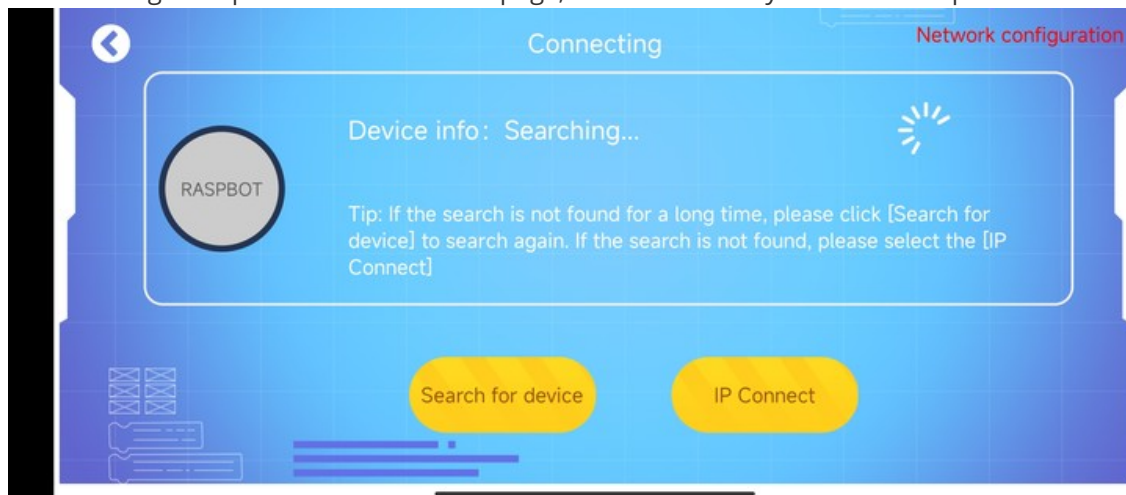 Connecting
Network configuration
Device info: Searching...
RASPBOT
Tip: If the search is not found for a long time, please click [Search for
device] to search again. If the search is not found, please select the [IP
Connect]
Search for device
IP Connect